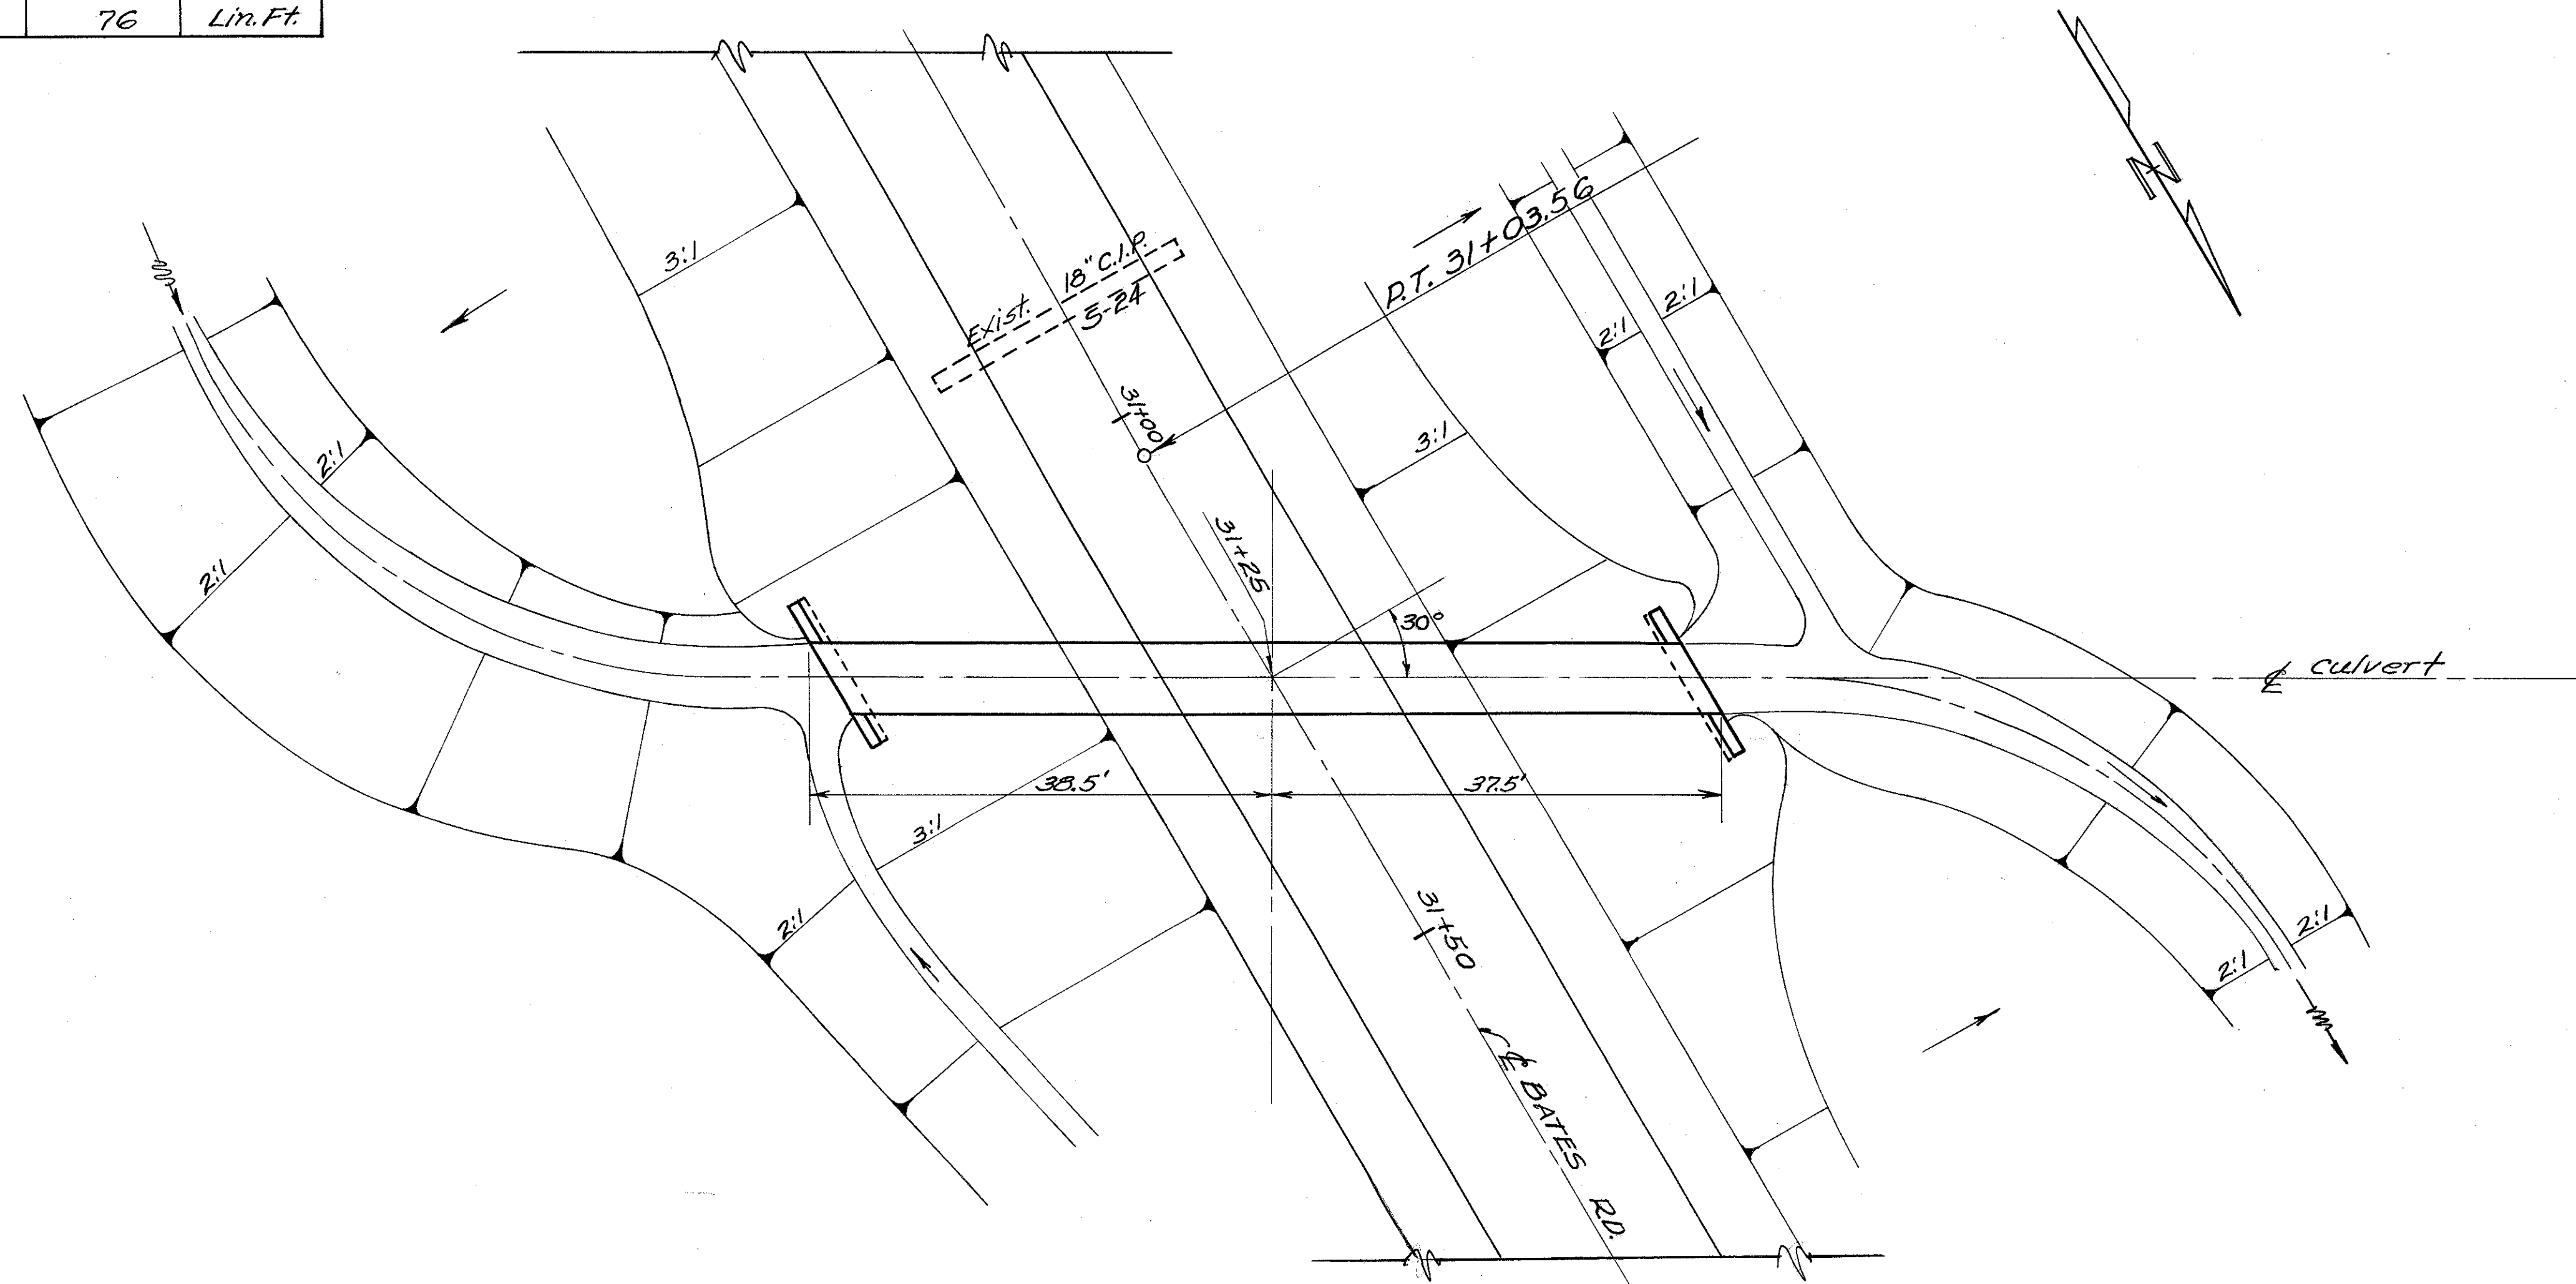 76 Lin. Ft.
N
3:1
Exist. 18" C.I.P.
5-24
P.T. 31+03.56
2:1
2:1
31+00
3:1
2:1
2:1
31+25
30°
℄ culvert
38.5'
37.5'
3:1
2:1
31+50
2:1
2:1
℄ BATES RD.